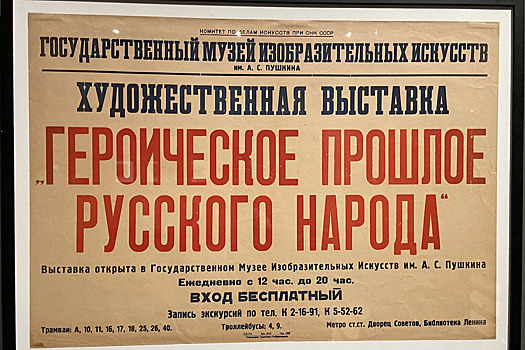 КОМИТЕТ ПО ДЕЛАМ ИСКУССТВ ПРИ СНК СССР
ГОСУДАРСТВЕННЫЙ МУЗЕЙ ИЗОБРАЗИТЕЛЬНЫХ ИСКУССТВ
ИМ. А. С. ПУШКИНА
ХУДОЖЕСТВЕННАЯ ВЫСТАВКА
„ГЕРОИЧЕСКОЕ ПРОШЛОЕ
РУССКОГО НАРОДА“
Выставка открыта в Государственном Музее Изобразительных Искусств им. А. С. Пушкина
Ежедневно с 12 час. до 20 час.
ВХОД БЕСПЛАТНЫЙ
Запись экскурсий по тел. К 2-16-91, К 5-52-62
Трамваи: А, 10, 11, 16, 17, 18, 25, 26, 40. Троллейбусы: 4, 9. Метро ст.ст. Дворец Советов, Библиотека Ленина